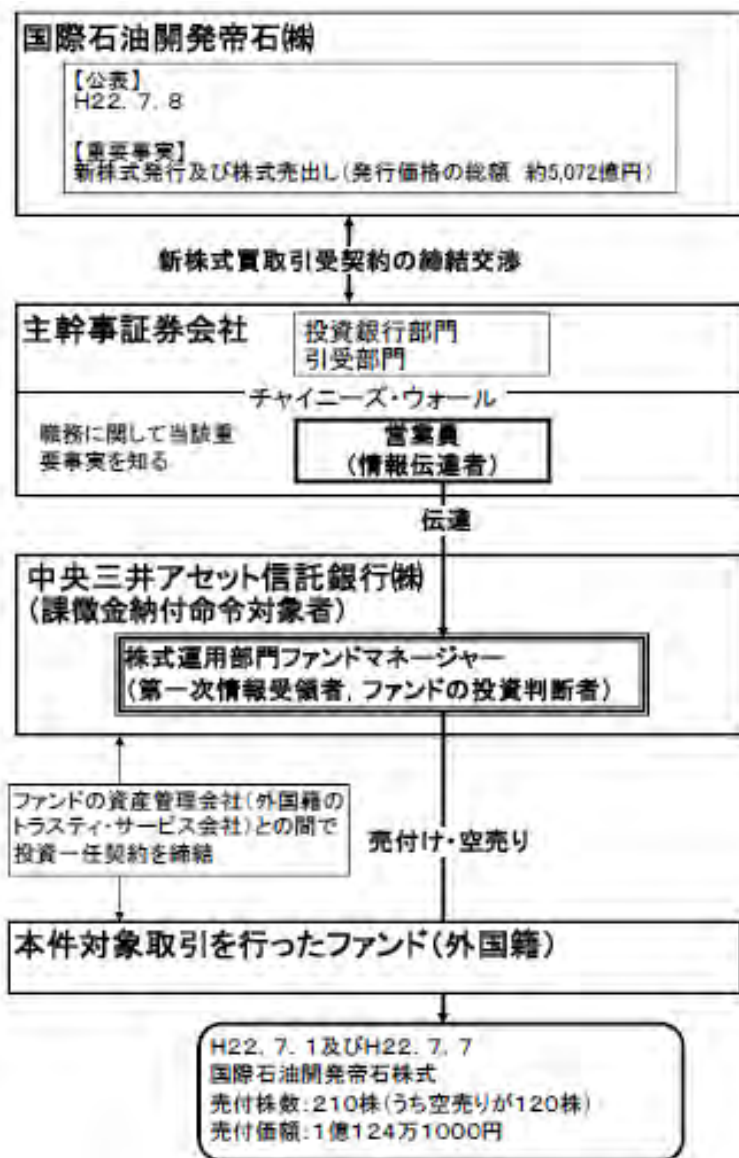 国際石油開発帝石㈱
【公表】
H22. 7. 8
【重要事実】
新株式発行及び株式売出し(発行価格の総額 約5,072億円)
新株式買取引受契約の締結交渉
主幹事証券会社
投資銀行部門
引受部門
チャイニーズ・ウォール
職務に関して当該重
要事実を知る
営業員
(情報伝達者)
伝達
中央三井アセット信託銀行㈱
(課徴金納付命令対象者)
株式運用部門ファンドマネージャー
(第一次情報受領者, ファンドの投資判断者)
ファンドの資産管理会社(外国籍の
トラスティ・サービス会社)との間で
投資一任契約を締結
売付け・空売り
本件対象取引を行ったファンド(外国籍)
H22. 7. 1及びH22. 7. 7
国際石油開発帝石株式
売付株数:210株(うち空売りが120株)
売付価額:1億124万1000円